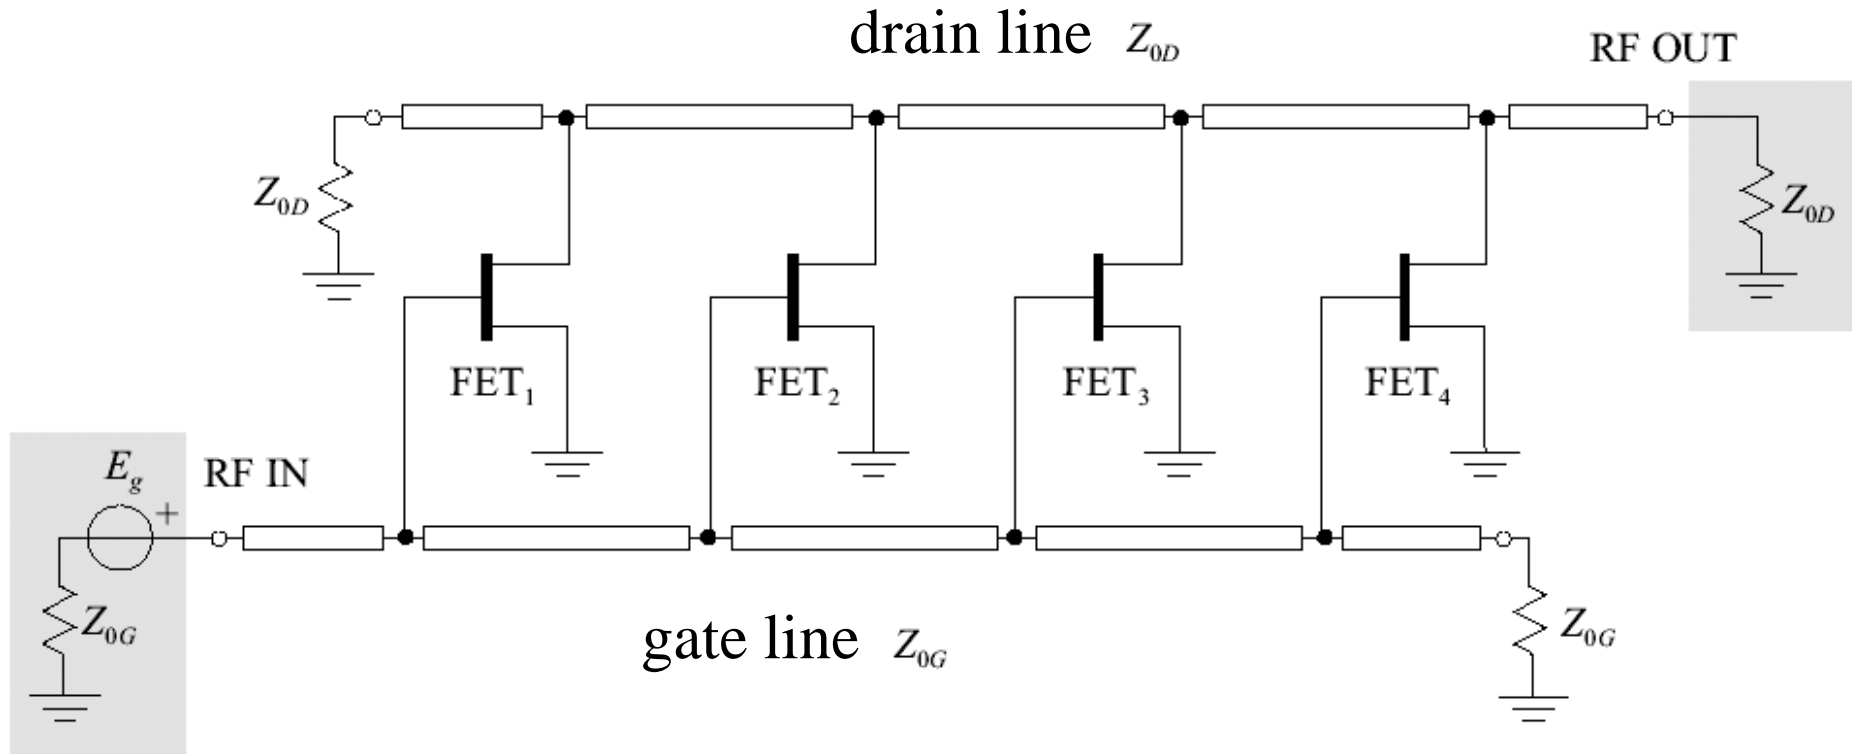 drain line Z0D
RF OUT
Z0D
Z0D
FET1
FET2
FET3
FET4
Eg
+
RF IN
Z0G
gate line Z0G
Z0G